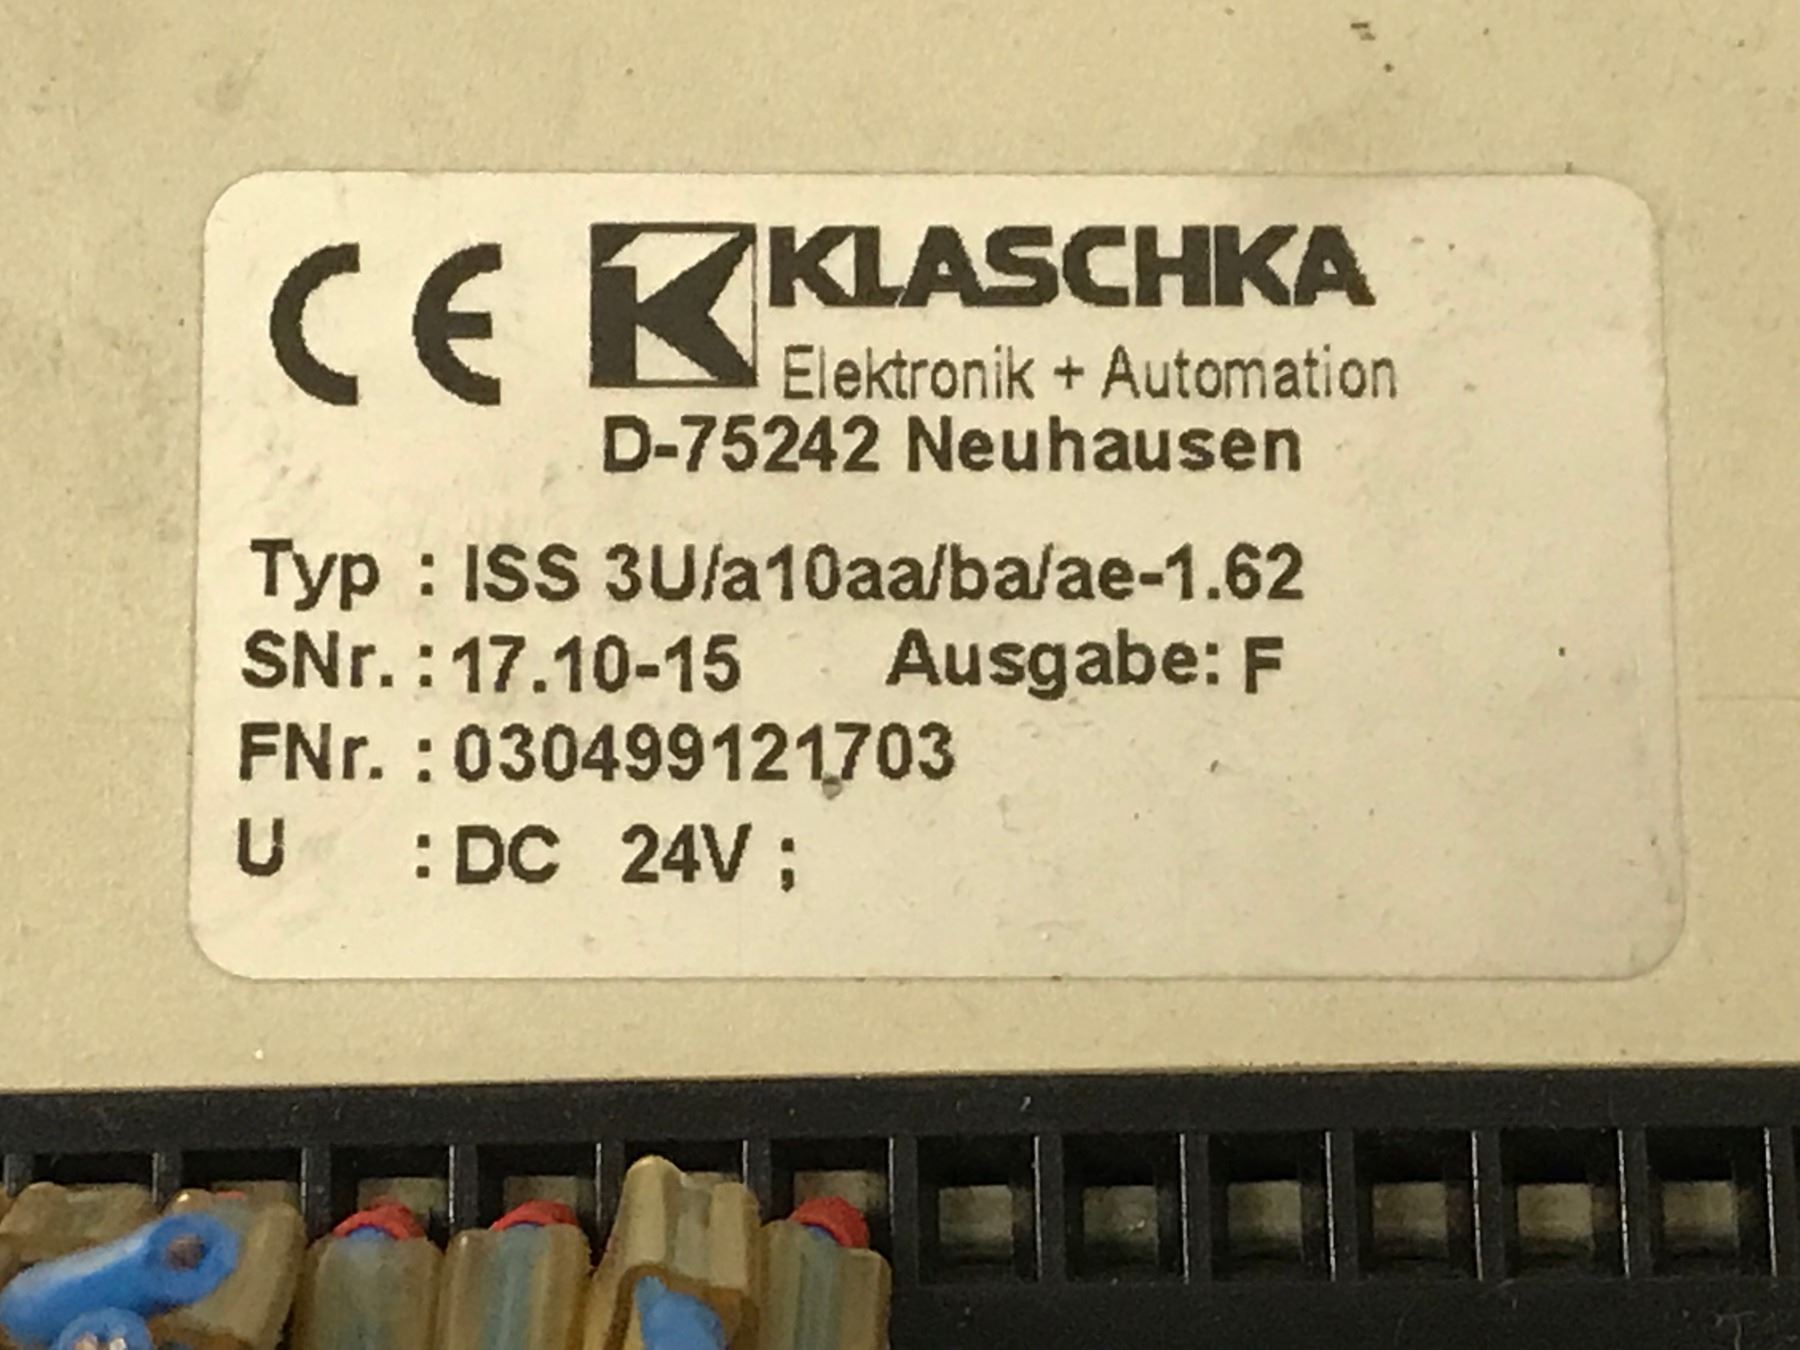 CE KLASCHKA
Elektronik + Automation
D-75242 Neuhausen
Typ : ISS 3U/a10aa/ba/ae-1.62
SNr. : 17.10-15 Ausgabe: F
FNr. : 030499121703
U : DC 24V ;